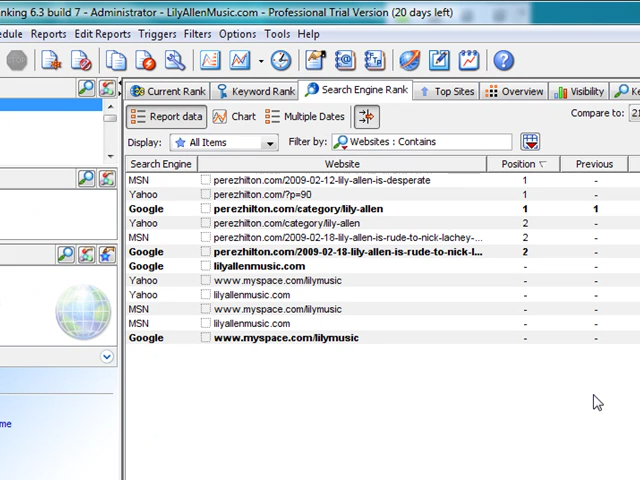 nking 6.3 build 7 - Administrator - LilyAllenMusic.com - Professional Trial Version (20 days left)
edule Reports Edit Reports Triggers Filters Options Tools Help
Current Rank Keyword Rank Search Engine Rank Top Sites Overview Visibility Ke
Report data Chart Multiple Dates Compare to: 21
Display: All Items Filter by: Websites : Contains
Search Engine Website Position Previous
MSN perezhilton.com/2009-02-12-lily-allen-is-desperate 1 -
Yahoo perezhilton.com/?p=90 1 -
Google perezhilton.com/category/lily-allen 1 1
Yahoo perezhilton.com/category/lily-allen 2 -
MSN perezhilton.com/2009-02-18-lily-allen-is-rude-to-nick-lachey-... 2 -
Google perezhilton.com/2009-02-18-lily-allen-is-rude-to-nick-l... 2 -
Google lilyallenmusic.com - -
Yahoo www.myspace.com/lilymusic - -
Yahoo lilyallenmusic.com - -
MSN www.myspace.com/lilymusic - -
MSN lilyallenmusic.com - -
Google www.myspace.com/lilymusic - -
me